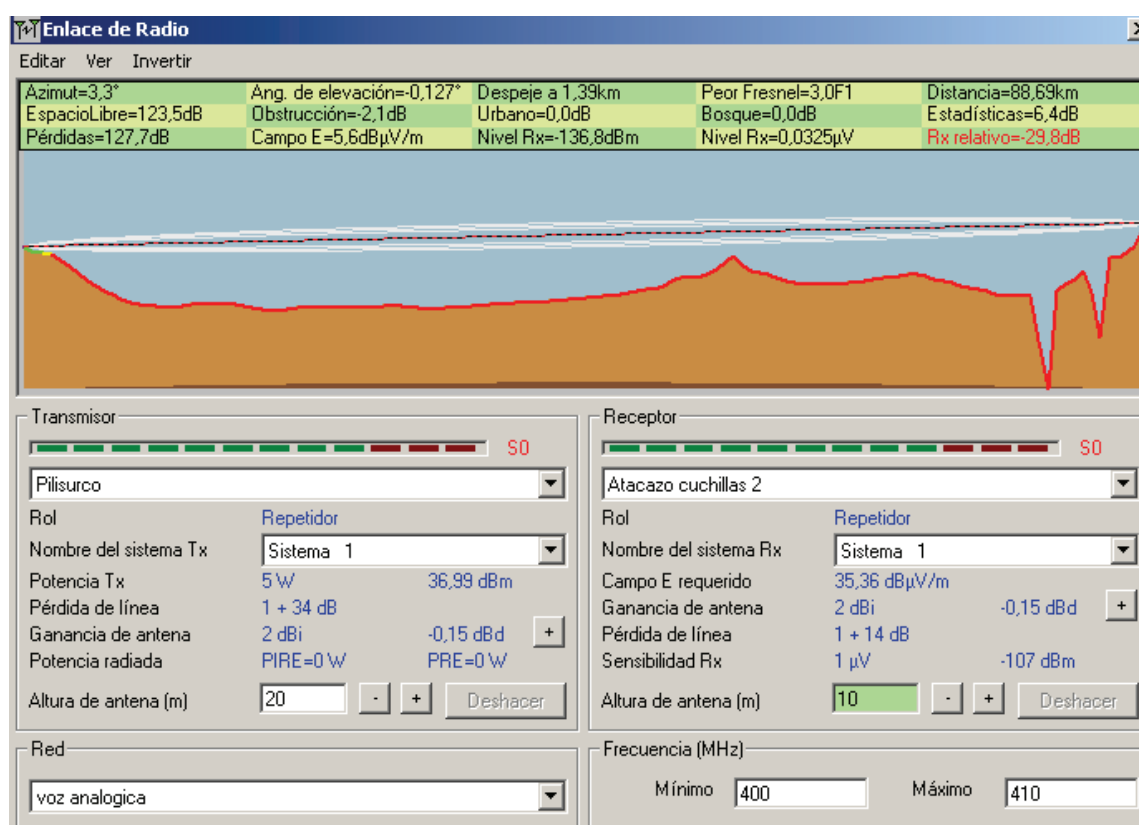 Enlace de Radio
Editar Ver Invertir
Azimut=3,3° Ang. de elevación=-0,127° Despeje a 1,39km Peor Fresnel=3,0F1 Distancia=88,69km
EspacioLibre=123,5dB Obstrucción=-2,1dB Urbano=0,0dB Bosque=0,0dB Estadísticas=6,4dB
Pérdidas=127,7dB Campo E=5,6dBµV/m Nivel Rx=-136,8dBm Nivel Rx=0,0325µV Rx relativo=-29,8dB
Transmisor
S0
Pilisurco
Rol Repetidor
Nombre del sistema Tx Sistema 1
Potencia Tx 5 W 36,99 dBm
Pérdida de línea 1 + 34 dB
Ganancia de antena 2 dBi -0,15 dBd +
Potencia radiada PIRE=0 W PRE=0 W
Altura de antena (m) 20 - + Deshacer
Red
voz analogica
Receptor
S0
Atacazo cuchillas 2
Rol Repetidor
Nombre del sistema Rx Sistema 1
Campo E requerido 35,36 dBµV/m
Ganancia de antena 2 dBi -0,15 dBd +
Pérdida de línea 1 + 14 dB
Sensibilidad Rx 1 µV -107 dBm
Altura de antena (m) 10 - + Deshacer
Frecuencia (MHz)
Mínimo 400 Máximo 410